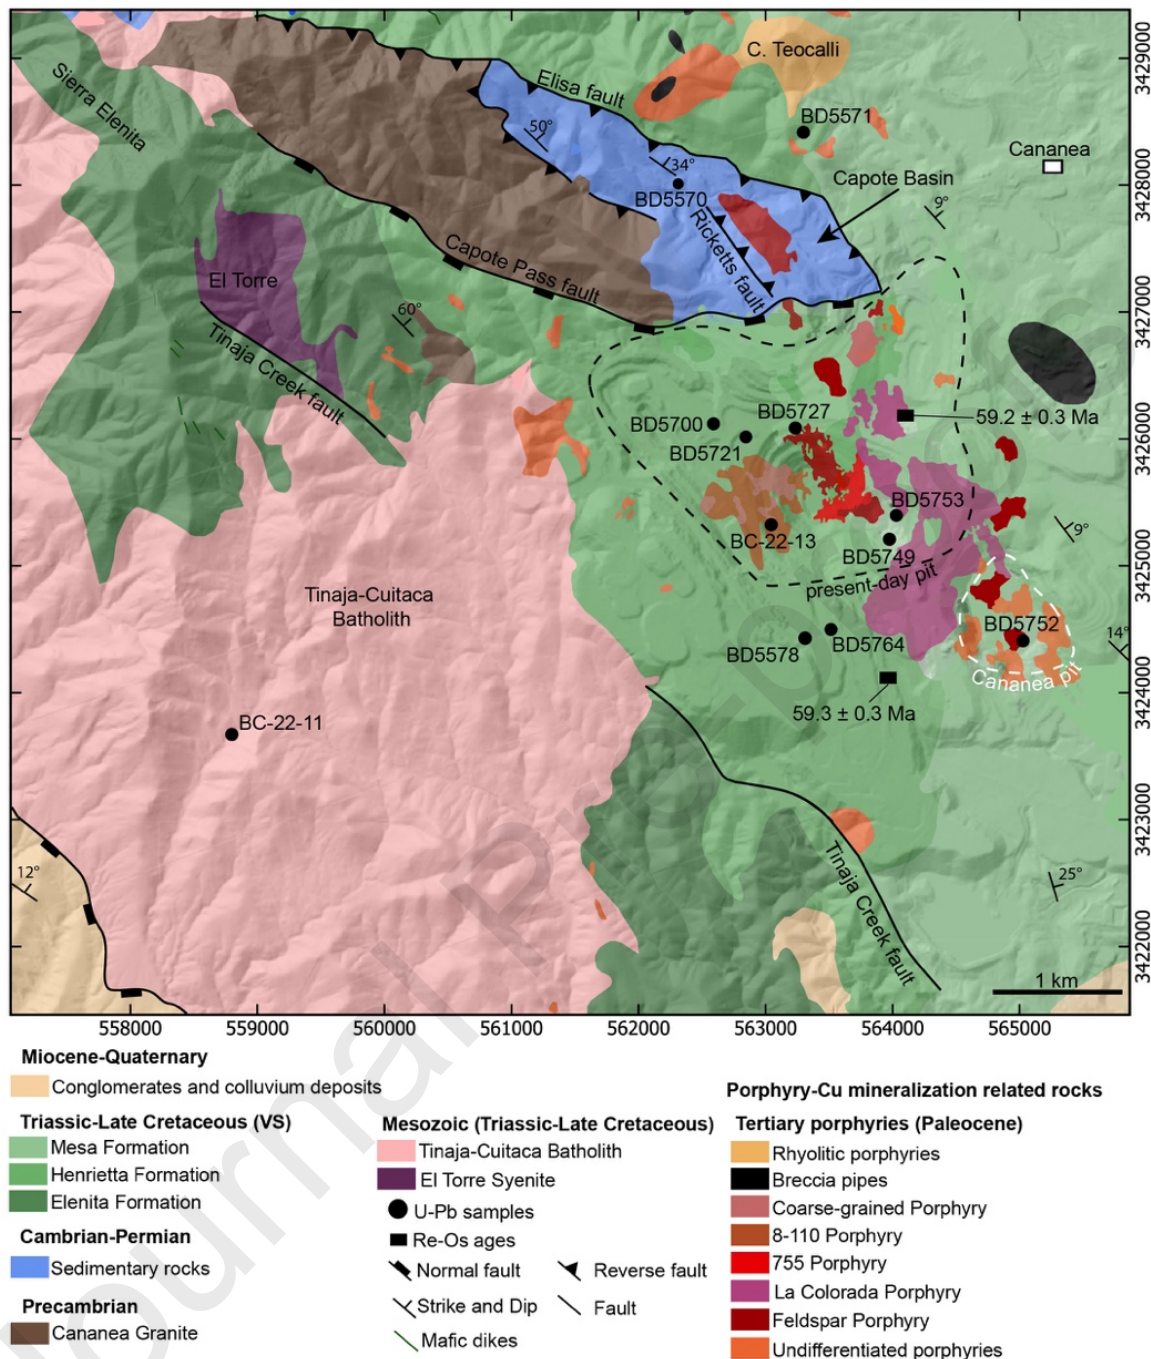 C. Teocalli
Elisa fault
Sierra Elenita
BD5571
Cananea
50°
34°
BD5570
Capote Basin
9°
Ricketts fault
Capote Pass fault
El Torre
60°
Tinaja Creek fault
BD5700
BD5727
59.2 ± 0.3 Ma
BD5721
BD5753
BC-22-13
BD5749
present-day pit
9°
Tinaja-Cuitaca
Batholith
BD5752
BD5764
BD5578
14°
Cananea pit
59.3 ± 0.3 Ma
BC-22-11
Tinaja Creek fault
12°
25°
1 km
3429000
3428000
3427000
3426000
3425000
3424000
3423000
3422000
558000 559000 560000 561000 562000 563000 564000 565000
Miocene-Quaternary
Conglomerates and colluvium deposits
Triassic-Late Cretaceous (VS)
Mesa Formation
Henrietta Formation
Elenita Formation
Cambrian-Permian
Sedimentary rocks
Precambrian
Cananea Granite
Mesozoic (Triassic-Late Cretaceous)
Tinaja-Cuitaca Batholith
El Torre Syenite
U-Pb samples
Re-Os ages
Normal fault
Reverse fault
Strike and Dip
Fault
Mafic dikes
Porphyry-Cu mineralization related rocks
Tertiary porphyries (Paleocene)
Rhyolitic porphyries
Breccia pipes
Coarse-grained Porphyry
8-110 Porphyry
755 Porphyry
La Colorada Porphyry
Feldspar Porphyry
Undifferentiated porphyries